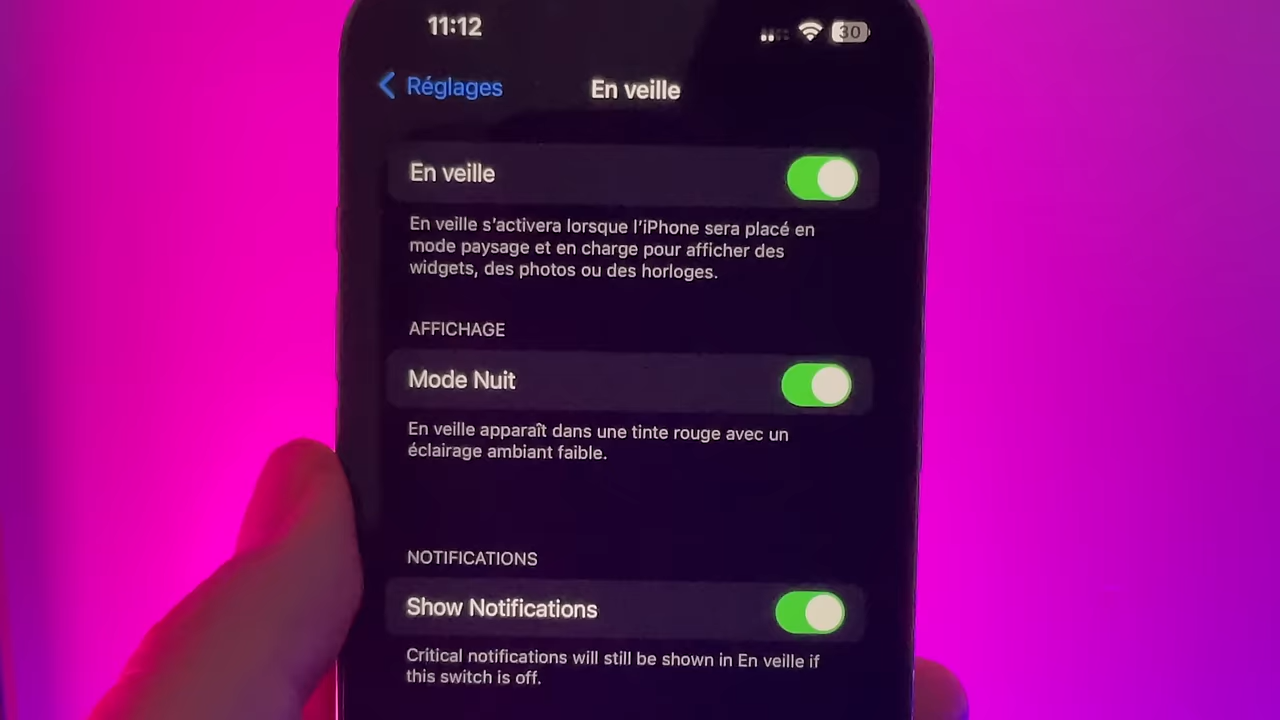 11:12
30
Réglages
En veille
En veille
En veille s'activera lorsque l'iPhone sera placé en
mode paysage et en charge pour afficher des
widgets, des photos ou des horloges.
AFFICHAGE
Mode Nuit
En veille apparaît dans une tinte rouge avec un
éclairage ambiant faible.
NOTIFICATIONS
Show Notifications
Critical notifications will still be shown in En veille if
this switch is off.